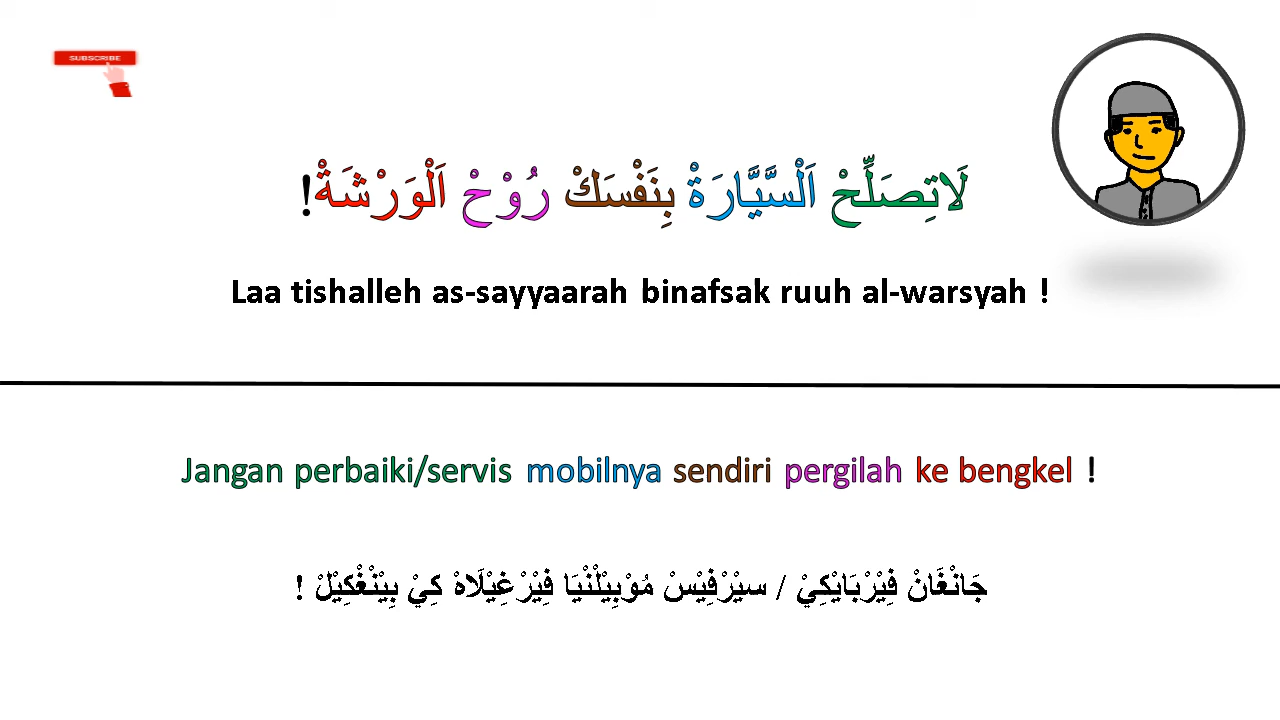 SUBSCRIBE
لَاتِصَلِّحْ اَلْسَّيَّارَةْ بِنَفْسَكْ رُوْحْ اَلْوَرْشَةْ!
Laa tishalleh as-sayyaarah binafsak ruuh al-warsyah !
Jangan perbaiki/servis mobilnya sendiri pergilah ke bengkel !
جَانْغَانْ فِيْرْبَايْكِيْ / سيْرْفِيْسْ مُوْبِيْلْنْيَا فِيْرْغِيْلَاهْ كِيْ بِيْنْغْكِيْلْ !